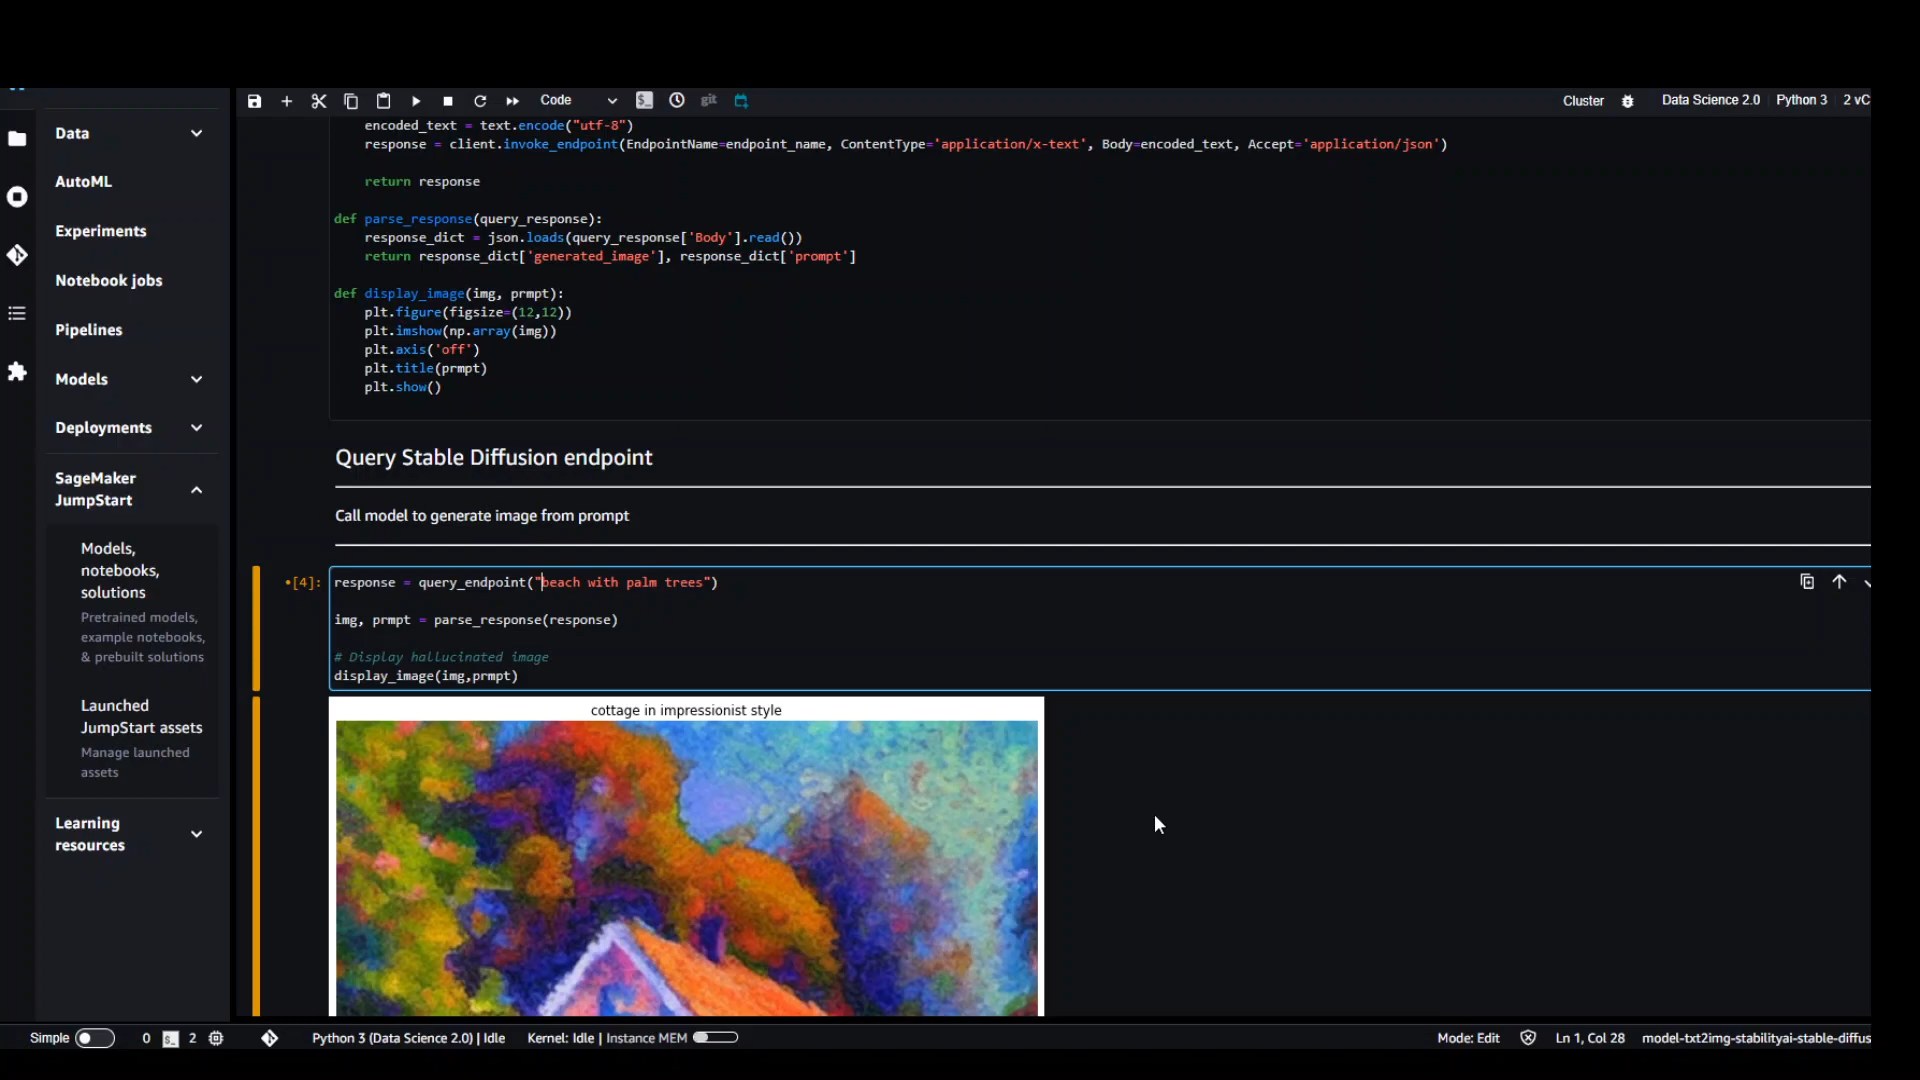 Code
git
Cluster
Data Science 2.0
Python 3
2 vC
Data
AutoML
Experiments
Notebook jobs
Pipelines
Models
Deployments
SageMaker
JumpStart
Models,
notebooks,
solutions
Pretrained models,
example notebooks,
& prebuilt solutions
Launched
JumpStart assets
Manage launched
assets
Learning
resources
encoded_text = text.encode("utf-8")
response = client.invoke_endpoint(EndpointName=endpoint_name, ContentType='application/x-text', Body=encoded_text, Accept='application/json')
return response
def parse_response(query_response):
response_dict = json.loads(query_response['Body'].read())
return response_dict['generated_image'], response_dict['prompt']
def display_image(img, prmpt):
plt.figure(figsize=(12,12))
plt.imshow(np.array(img))
plt.axis('off')
plt.title(prmpt)
plt.show()
Query Stable Diffusion endpoint
Call model to generate image from prompt
•[4]:
response = query_endpoint("beach with palm trees")
img, prmpt = parse_response(response)
# Display hallucinated image
display_image(img,prmpt)
cottage in impressionist style
Simple
0
$_
2
Python 3 (Data Science 2.0) | Idle
Kernel: Idle | Instance MEM
Mode: Edit
Ln 1, Col 28
model-txt2img-stabilityai-stable-diffus